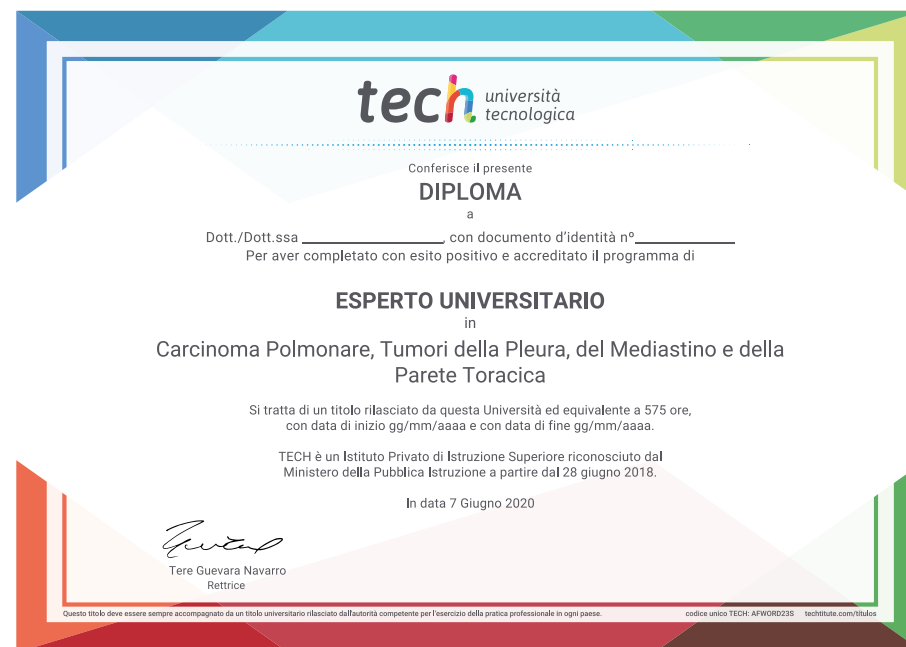 tech università
tecnologica
Conferisce il presente
DIPLOMA
a
Dott./Dott.ssa ________________, con documento d'identità nº____________
Per aver completato con esito positivo e accreditato il programma di
ESPERTO UNIVERSITARIO
in
Carcinoma Polmonare, Tumori della Pleura, del Mediastino e della
Parete Toracica
Si tratta di un titolo rilasciato da questa Università ed equivalente a 575 ore,
con data di inizio gg/mm/aaaa e con data di fine gg/mm/aaaa.
TECH è un Istituto Privato di Istruzione Superiore riconosciuto dal
Ministero della Pubblica Istruzione a partire dal 28 giugno 2018.
In data 7 Giugno 2020
Tere Guevara Navarro
Rettrice
Questo titolo deve essere sempre accompagnato da un titolo universitario rilasciato dall'autorità competente per l'esercizio della pratica professionale in ogni paese. codice unico TECH: AFWORD23S techtitute.com/titulos